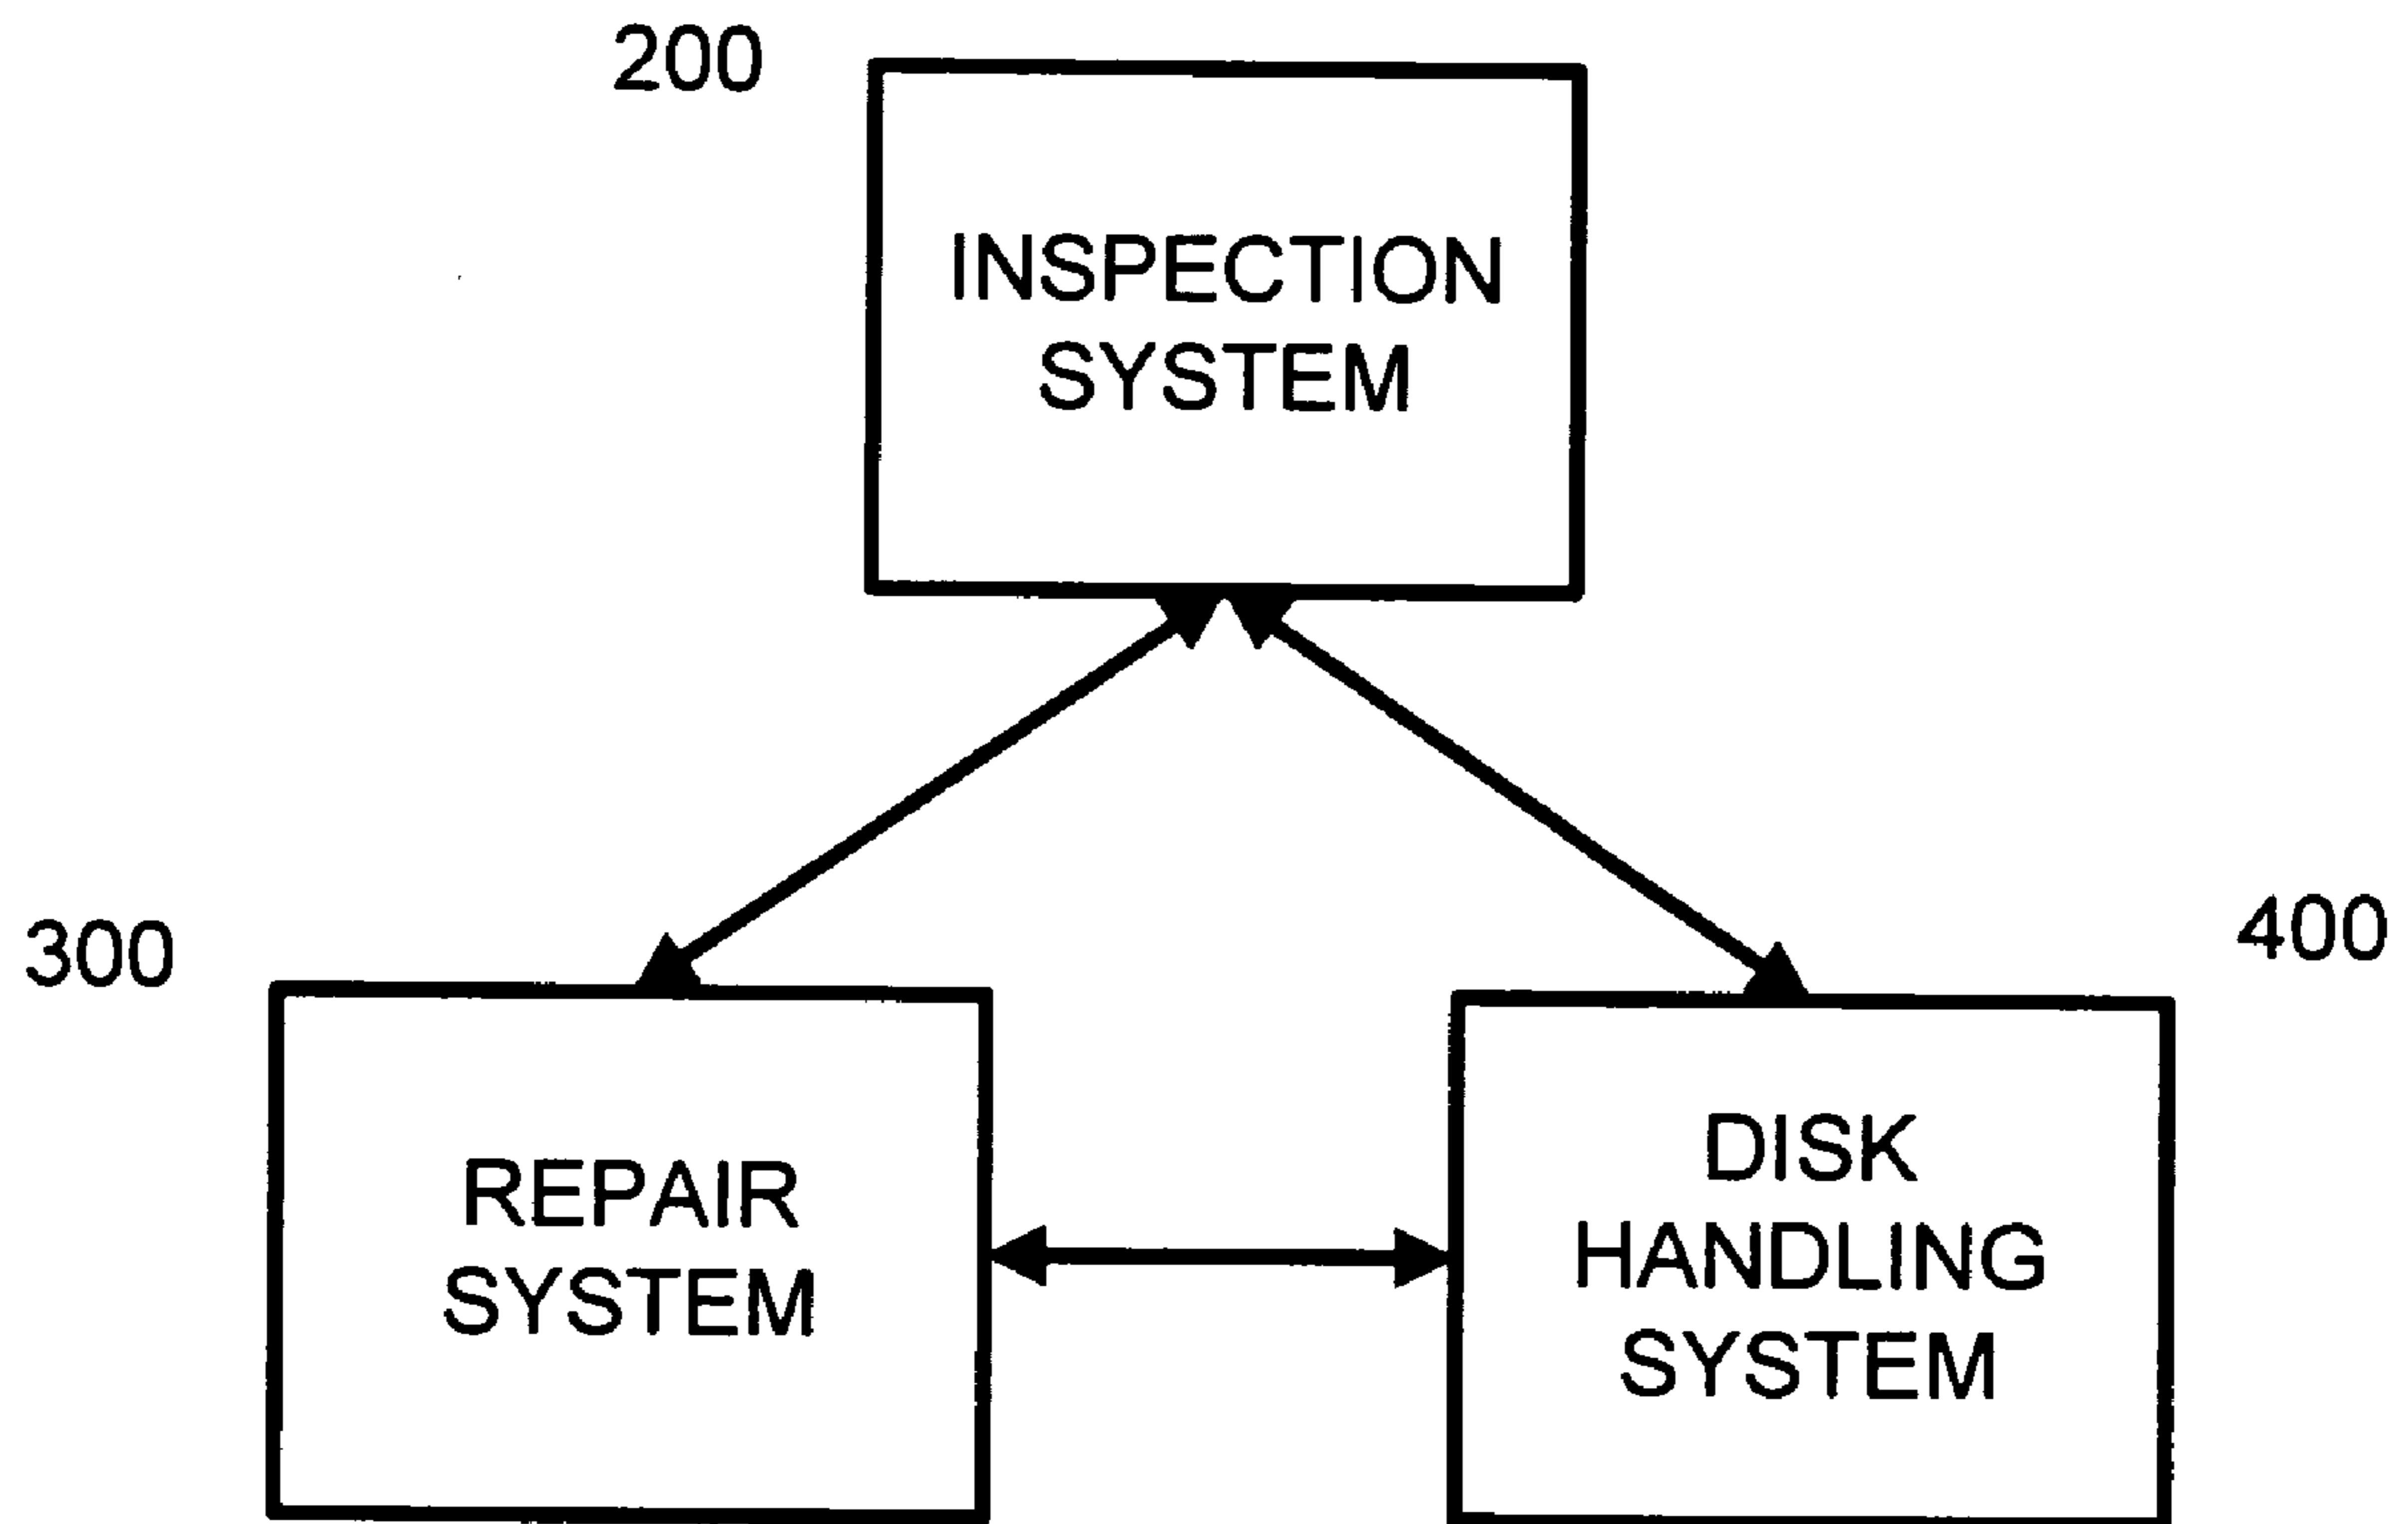 200
INSPECTION
SYSTEM
300
400
REPAIR
SYSTEM
DISK
HANDLING
SYSTEM